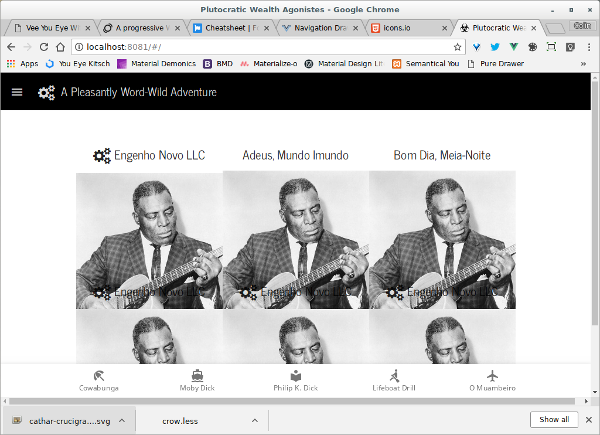 Plutocratic Wealth Agonistes - Google Chrome
Vee You Eye Wi
A progressive W
Cheatsheet | F
Navigation Dra
Icons.io
Plutocratic Wea
Colin
localhost:8081/#/
Apps
You Eye Kitsch
Material Demonics
BMD
Materialize-o
Material Design Lit
Semantical You
Pure Drawer
»
A Pleasantly Word-Wild Adventure
Engenho Novo LLC
Adeus, Mundo Imundo
Bom Dia, Meia-Noite
Engenho Novo LLC
Engenho Novo LLC
Engenho Novo LLC
Cowabunga
Moby Dick
Philip K. Dick
Lifeboat Drill
O Muambeiro
cathar-crucigra....svg
crow.less
Show all